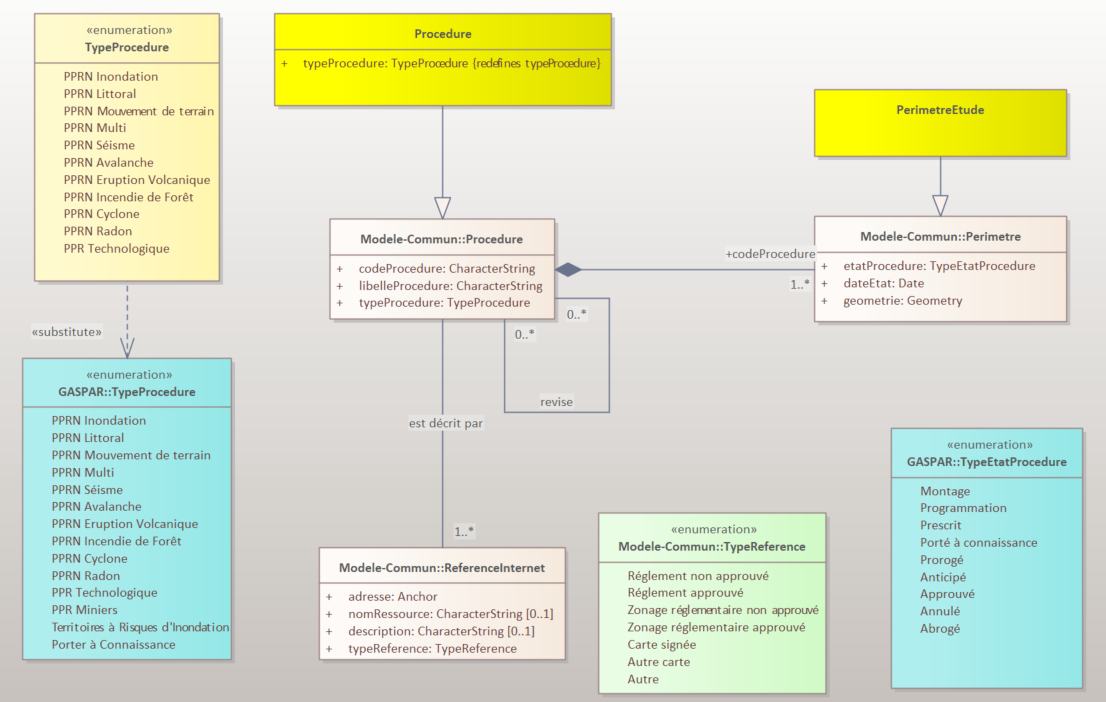 «enumeration»
TypeProcedure
PPRN Inondation
PPRN Littoral
PPRN Mouvement de terrain
PPRN Multi
PPRN Séisme
PPRN Avalanche
PPRN Eruption Volcanique
PPRN Incendie de Forêt
PPRN Cyclone
PPRN Radon
PPR Technologique
Procedure
+ typeProcedure: TypeProcedure {redefines typeProcedure}
PerimetreEtude
Modele-Commun::Procedure
+ codeProcedure: CharacterString
+ libelleProcedure: CharacterString
+ typeProcedure: TypeProcedure
+codeProcedure
1..*
Modele-Commun::Perimetre
+ etatProcedure: TypeEtatProcedure
+ dateEtat: Date
+ geometrie: Geometry
0..*
0..*
revise
«substitute»
est décrit par
1..*
«enumeration»
GASPAR::TypeProcedure
PPRN Inondation
PPRN Littoral
PPRN Mouvement de terrain
PPRN Multi
PPRN Séisme
PPRN Avalanche
PPRN Eruption Volcanique
PPRN Incendie de Forêt
PPRN Cyclone
PPRN Radon
PPR Technologique
PPR Miniers
Territoires à Risques d'Inondation
Porter à Connaissance
Modele-Commun::ReferenceInternet
+ adresse: Anchor
+ nomRessource: CharacterString [0..1]
+ description: CharacterString [0..1]
+ typeReference: TypeReference
«enumeration»
Modele-Commun::TypeReference
Réglement non approuvé
Réglement approuvé
Zonage réglementaire non approuvé
Zonage réglementaire approuvé
Carte signée
Autre carte
Autre
«enumeration»
GASPAR::TypeEtatProcedure
Montage
Programmation
Prescrit
Porté à connaissance
Prorogé
Anticipé
Approuvé
Annulé
Abrogé